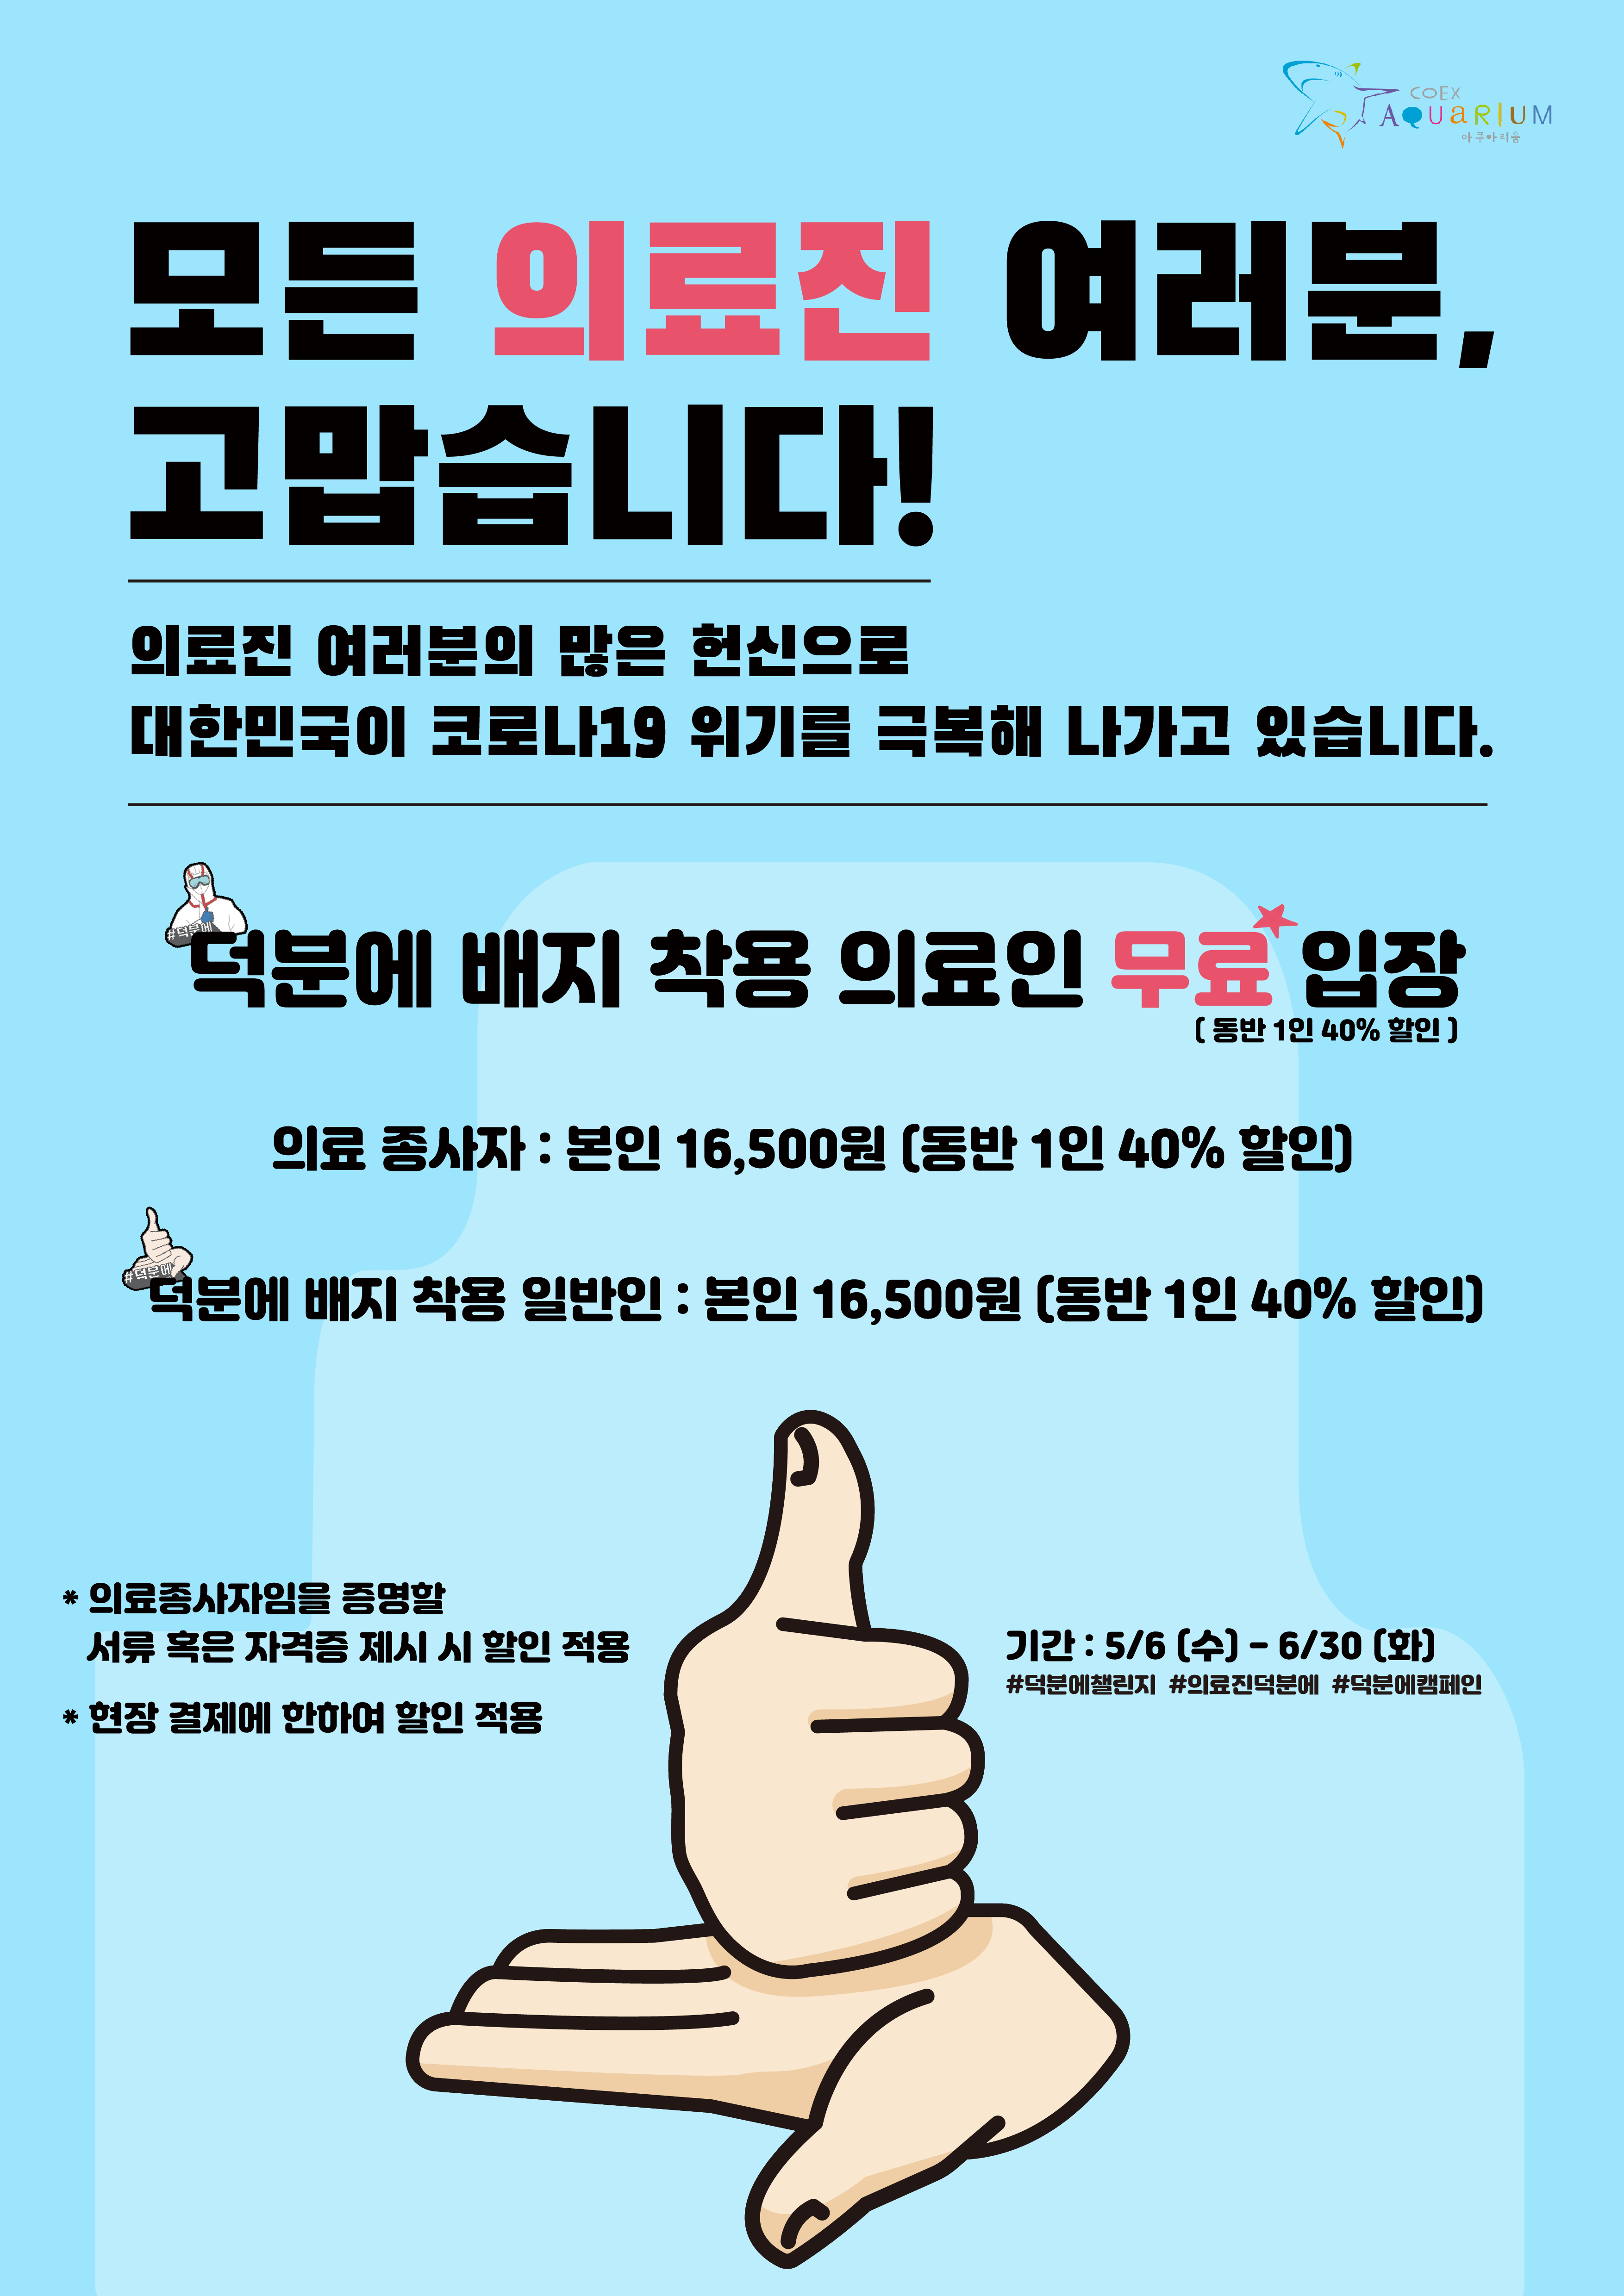 COEX
AQUARIUM
아쿠아리움
모든 의료진 여러분,
고맙습니다!
의료진 여러분의 많은 헌신으로
대한민국이 코로나19 위기를 극복해 나가고 있습니다.
#덕분에
덕분에 배지 착용 의료인 무료 입장
( 동반 1인 40% 할인 )
의료 종사자 : 본인 16,500원 (동반 1인 40% 할인)
#덕분에
덕분에 배지 착용 일반인 : 본인 16,500원 (동반 1인 40% 할인)
* 의료종사자임을 증명할
서류 혹은 자격증 제시 시 할인 적용
* 현장 결제에 한하여 할인 적용
기간 : 5/6 (수) - 6/30 (화)
#덕분에챌린지 #의료진덕분에 #덕분에캠페인